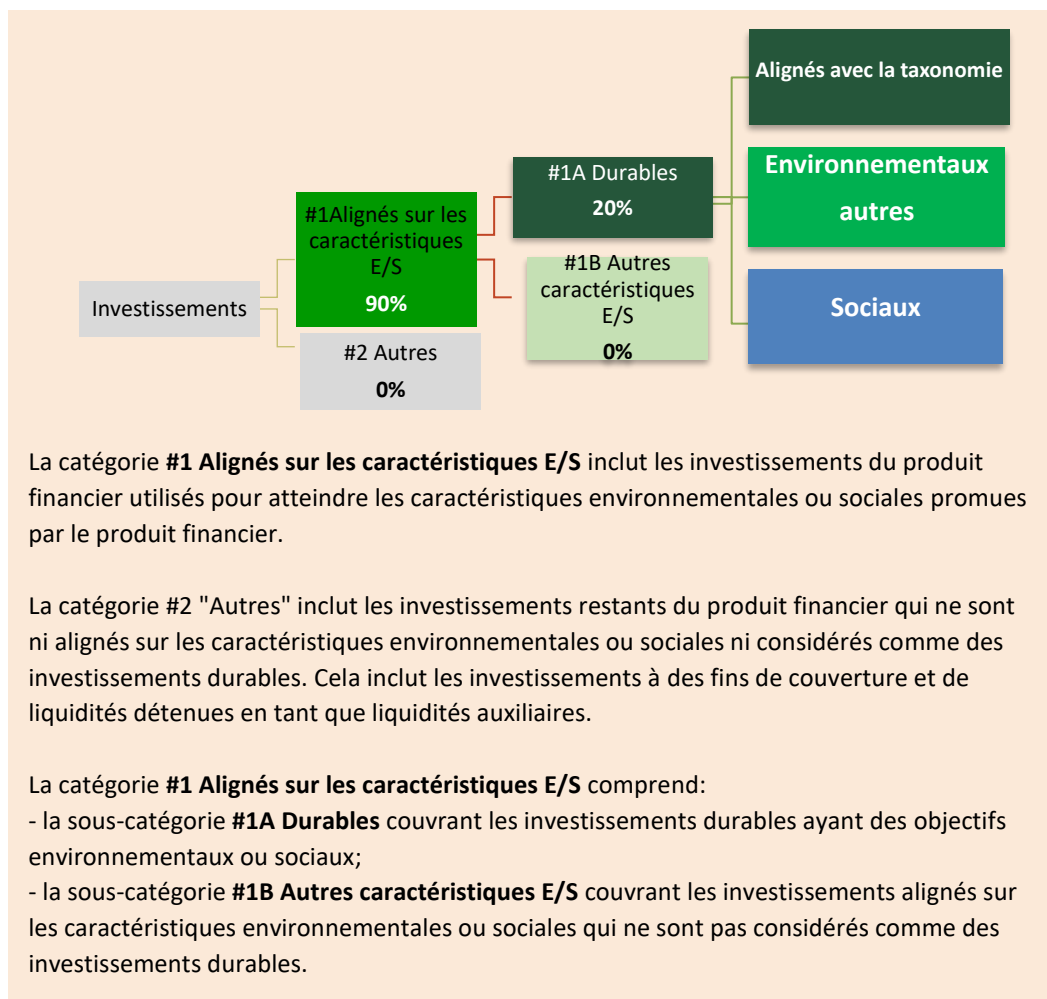 Alignés avec la taxonomie
#1A Durables
20%
Environnementaux
autres
#1Alignés sur les
caractéristiques
E/S
90%
#1B Autres
caractéristiques
E/S
0%
Investissements
Sociaux
#2 Autres
0%
La catégorie #1 Alignés sur les caractéristiques E/S inclut les investissements du produit
financier utilisés pour atteindre les caractéristiques environnementales ou sociales promues
par le produit financier.
La catégorie #2 "Autres" inclut les investissements restants du produit financier qui ne sont
ni alignés sur les caractéristiques environnementales ou sociales ni considérés comme des
investissements durables. Cela inclut les investissements à des fins de couverture et de
liquidités détenues en tant que liquidités auxiliaires.
La catégorie #1 Alignés sur les caractéristiques E/S comprend:
- la sous-catégorie #1A Durables couvrant les investissements durables ayant des objectifs
environnementaux ou sociaux;
- la sous-catégorie #1B Autres caractéristiques E/S couvrant les investissements alignés sur
les caractéristiques environnementales ou sociales qui ne sont pas considérés comme des
investissements durables.